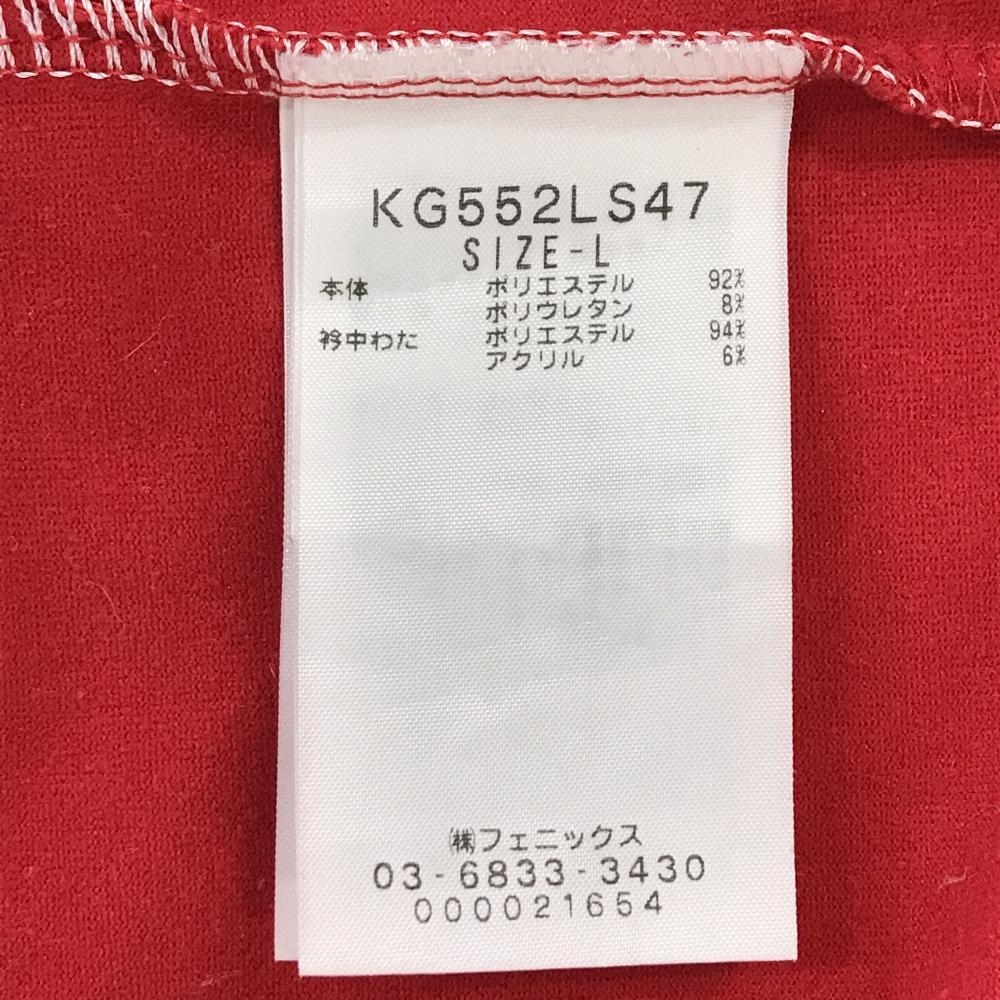 KG552LS47
SIZE-L
本体 ポリエステル 92%
ポリウレタン 8%
衿中わた ポリエステル 94%
アクリル 6%
㈱フェニックス
03-6833-3430
000021654